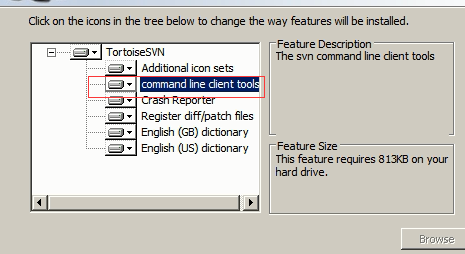 Click on the icons in the tree below to change the way features will be installed.
TortoiseSVN
Additional icon sets
command line client tools
Crash Reporter
Register diff/patch files
English (GB) dictionary
English (US) dictionary
Feature Description
The svn command line client tools
Feature Size
This feature requires 813KB on your
hard drive.
Browse